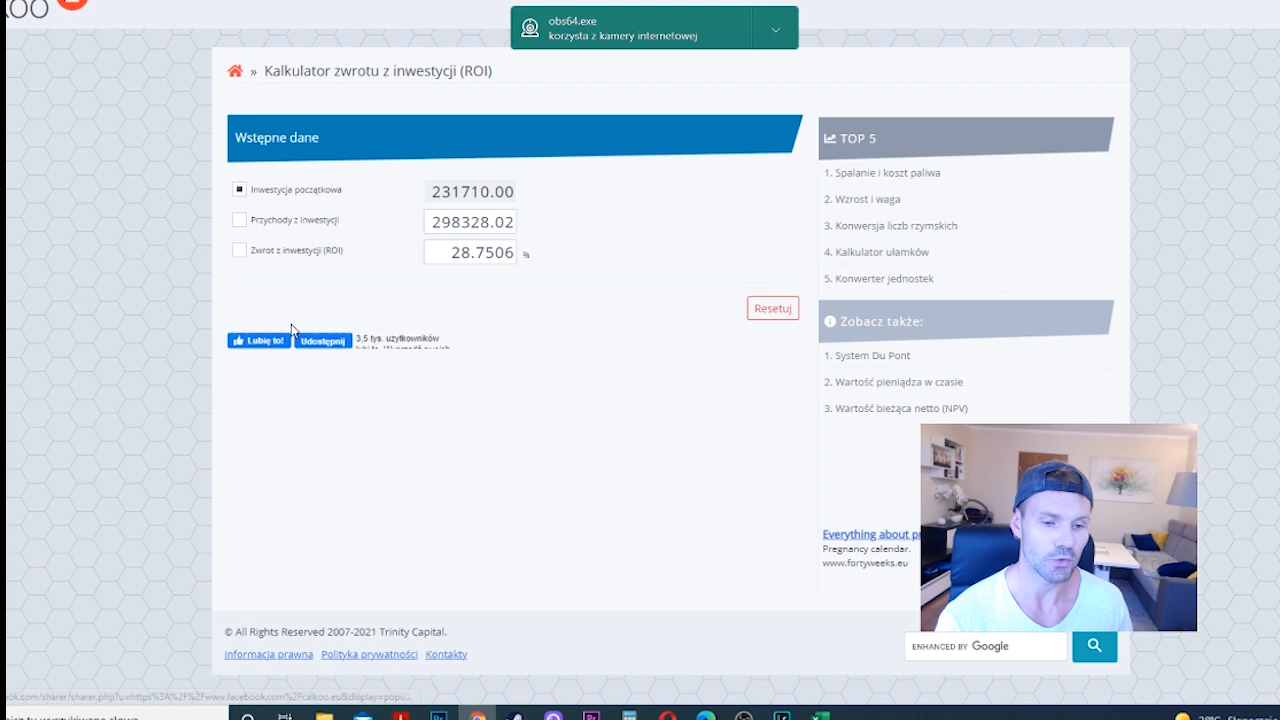 obs64.exe
korzysta z kamery internetowej
» Kalkulator zwrotu z inwestycji (ROI)
Wstępne dane
Inwestycja początkowa 231710.00
Przychody z inwestycji 298328.02
Zwrot z inwestycji (ROI) 28.7506 %
Resetuj
Lubię to! Udostępnij 3,5 tys. użytkowników
TOP 5
1. Spalanie i koszt paliwa
2. Wzrost i waga
3. Konwersja liczb rzymskich
4. Kalkulator ułamków
5. Konwerter jednostek
Zobacz także:
1. System Du Pont
2. Wartość pieniądza w czasie
3. Wartość bieżąca netto (NPV)
Everything about
Pregnancy calendar.
www.fortyweeks.eu
© All Rights Reserved 2007-2021 Trinity Capital.
Informacja prawna Polityka prywatności Kontakty
ENHANCED BY Google